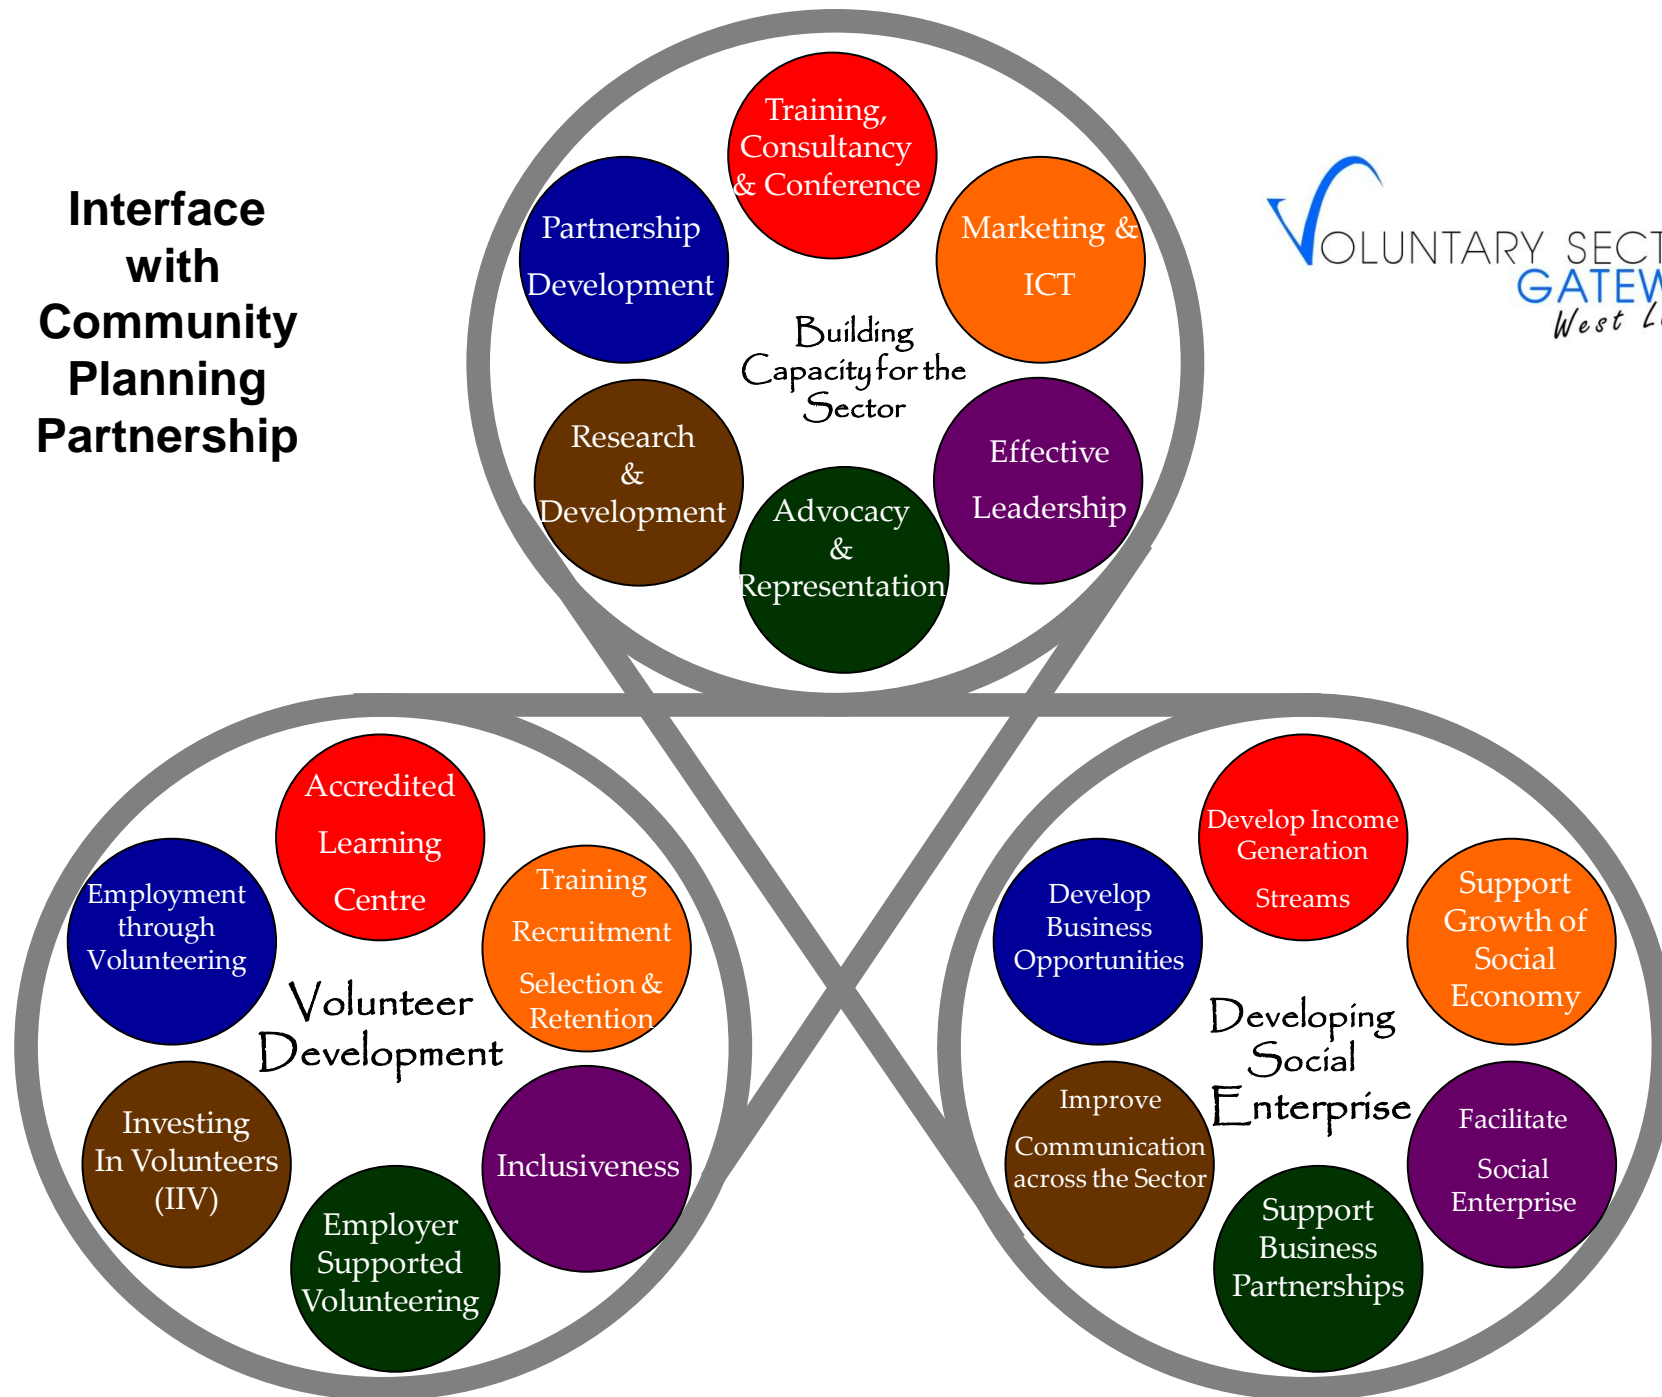 Interface
with
Community
Planning
Partnership
Training,
Consultancy
& Conference
Partnership
Development
Marketing &
ICT
Building
Capacity for the
Sector
Research
&
Development
Effective
Leadership
Advocacy
&
Representation
VOLUNTARY
West
Accredited
Learning
Centre
Employment
through
Volunteering
Training
Recruitment
Selection &
Retention
Volunteer
Development
Investing
In Volunteers
(IIV)
Inclusiveness
Employer
Supported
Volunteering
Develop Income
Generation
Streams
Develop
Business
Opportunities
Support
Growth of
Social
Economy
Developing
Social
Enterprise
Improve
Communication
across the Sector
Facilitate
Social
Enterprise
Support
Business
Partnerships